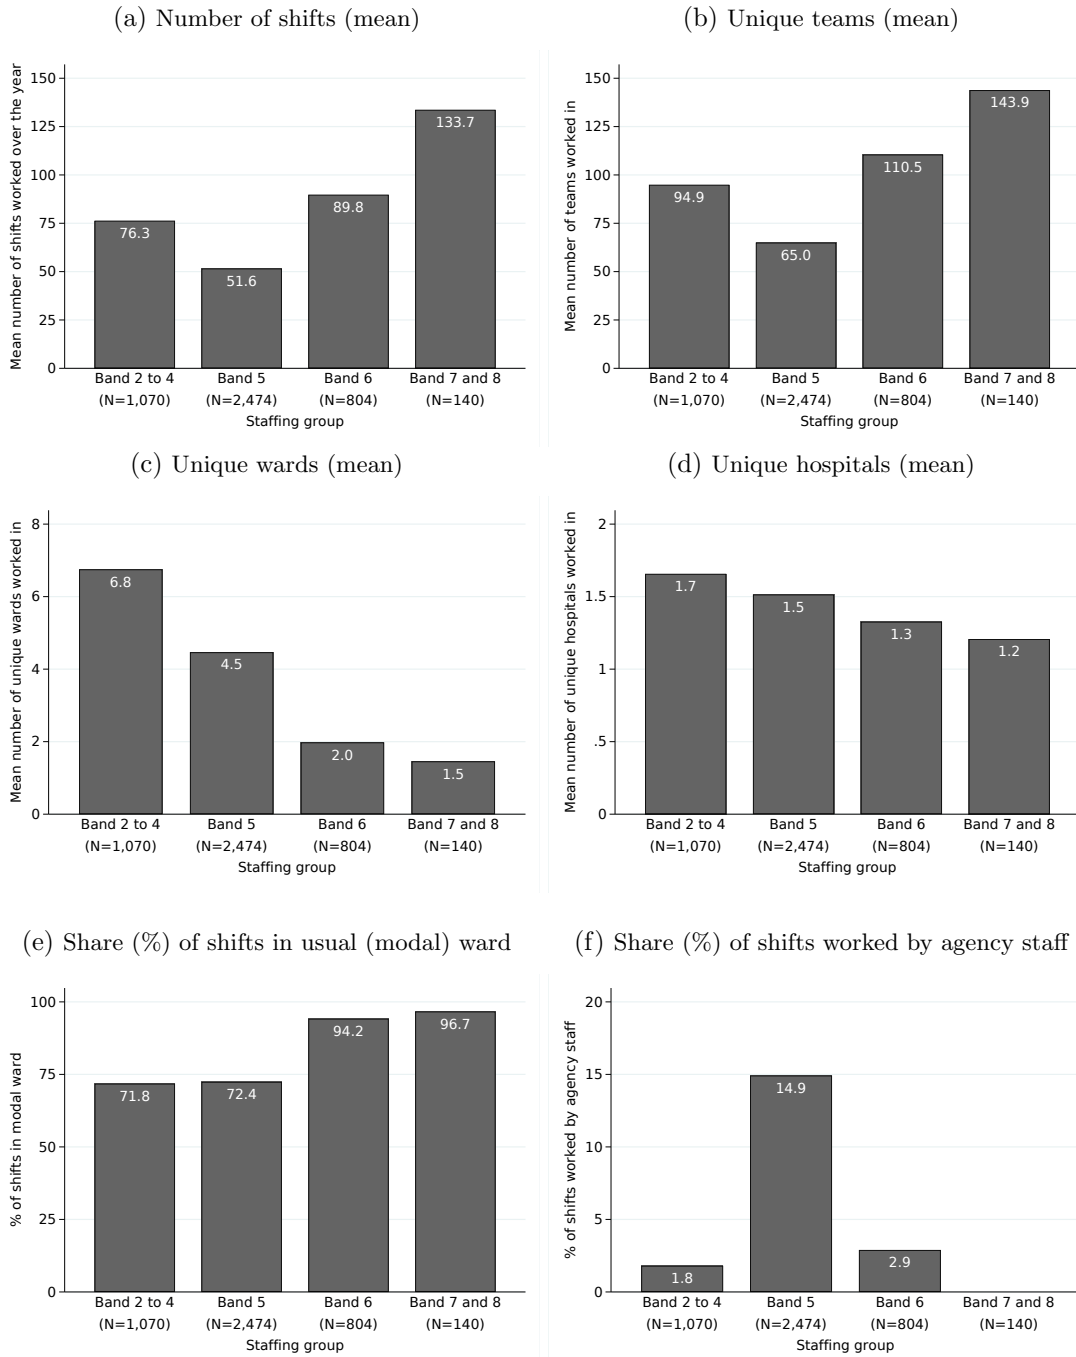 (a) Number of shifts (mean)
Mean number of shifts worked over the year
150
125
100
75
50
25
0
76.3
51.6
89.8
133.7
Band 2 to 4
(N=1,070)
Band 5
(N=2,474)
Band 6
(N=804)
Band 7 and 8
(N=140)
Staffing group
(b) Unique teams (mean)
Mean number of teams worked in
150
125
100
75
50
25
0
94.9
65.0
110.5
143.9
Band 2 to 4
(N=1,070)
Band 5
(N=2,474)
Band 6
(N=804)
Band 7 and 8
(N=140)
Staffing group
(c) Unique wards (mean)
Mean number of unique wards worked in
8
6
4
2
0
6.8
4.5
2.0
1.5
Band 2 to 4
(N=1,070)
Band 5
(N=2,474)
Band 6
(N=804)
Band 7 and 8
(N=140)
Staffing group
(d) Unique hospitals (mean)
Mean number of unique hospitals worked in
2
1.5
1
.5
0
1.7
1.5
1.3
1.2
Band 2 to 4
(N=1,070)
Band 5
(N=2,474)
Band 6
(N=804)
Band 7 and 8
(N=140)
Staffing group
(e) Share (%) of shifts in usual (modal) ward
% of shifts in modal ward
100
75
50
25
0
71.8
72.4
94.2
96.7
Band 2 to 4
(N=1,070)
Band 5
(N=2,474)
Band 6
(N=804)
Band 7 and 8
(N=140)
Staffing group
(f) Share (%) of shifts worked by agency staff
% of shifts worked by agency staff
20
15
10
5
0
1.8
14.9
2.9
Band 2 to 4
(N=1,070)
Band 5
(N=2,474)
Band 6
(N=804)
Band 7 and 8
(N=140)
Staffing group